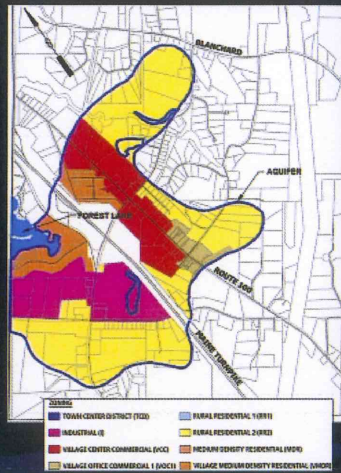 BLANCHARD
AQUIFER
FOREST LAKE
ROUTE 100
MAINE TURNPIKE
ZONING
TOWN CENTER DISTRICT (TCD)
INDUSTRIAL (I)
VILLAGE CENTER COMMERCIAL (VCC)
VILLAGE OFFICE COMMERCIAL 1 (VOC1)
RURAL RESIDENTIAL 1 (RR1)
RURAL RESIDENTIAL 2 (RR2)
MEDIUM DENSITY RESIDENTIAL (MDR)
VILLAGE MEDIUM DENSITY RESIDENTIAL (VMDR)